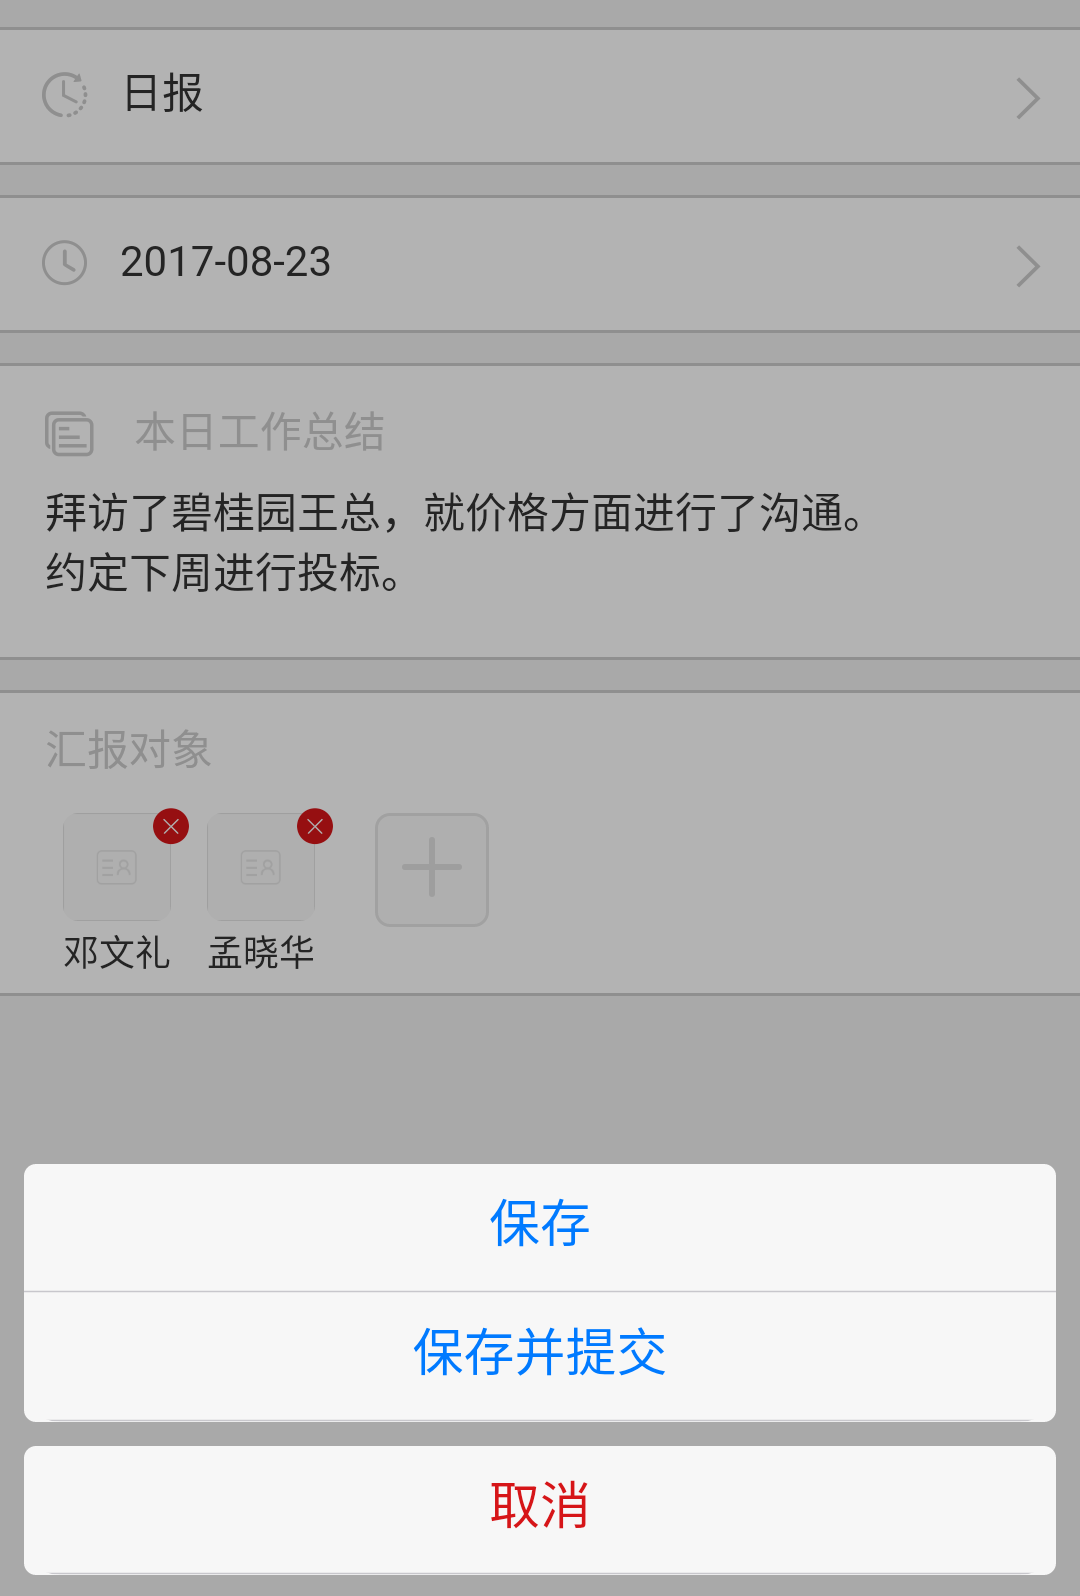 日报
2017-08-23
本日工作总结
拜访了碧桂园王总，就价格方面进行了沟通。
约定下周进行投标。
汇报对象
邓文礼 孟晓华
保存
保存并提交
取消